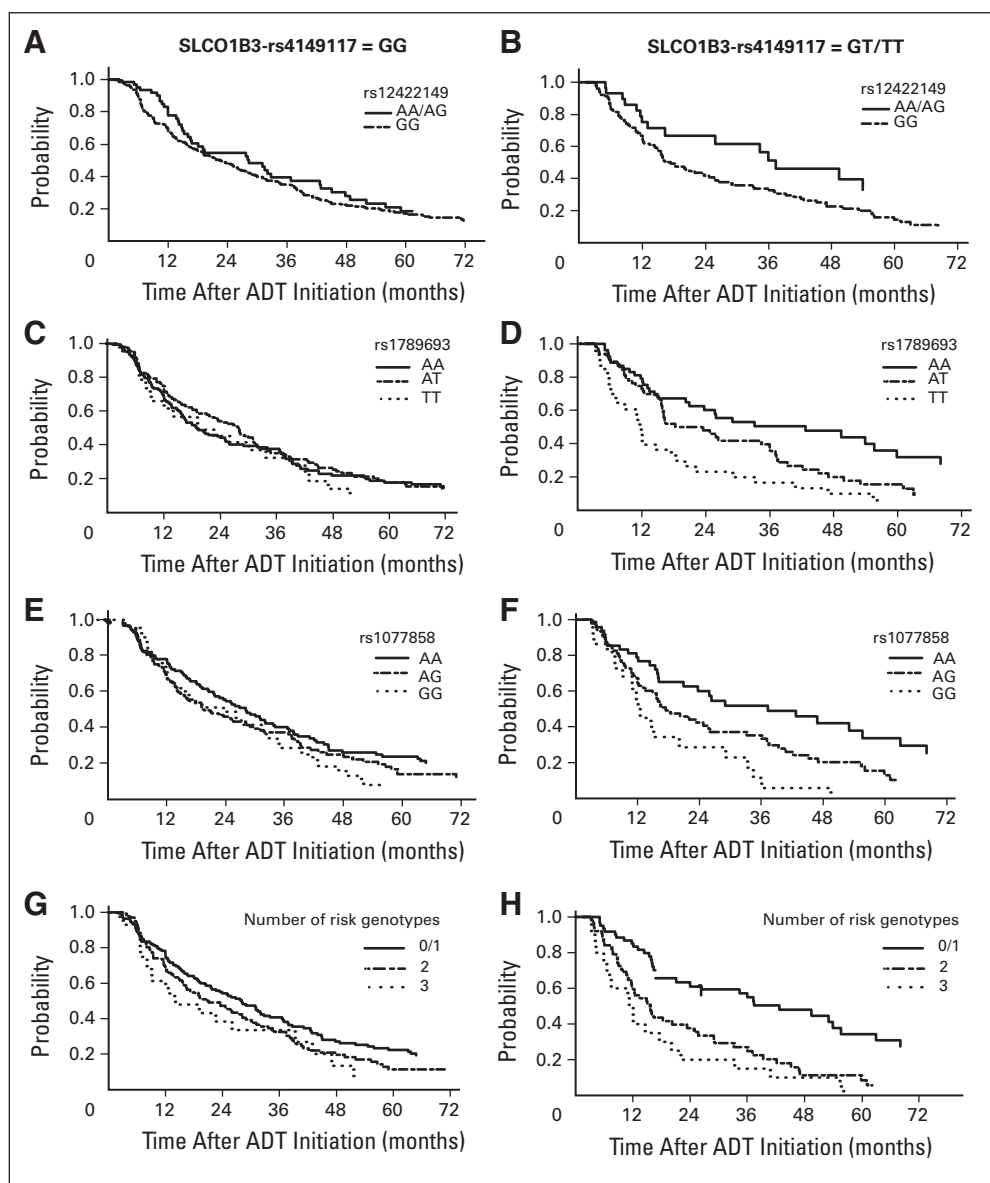 A
SLCO1B3-rs4149117 = GG
Probability
1.0
0.8
0.6
0.4
0.2
0
rs12422149
AA/AG
GG
12 24 36 48 60 72
Time After ADT Initiation (months)
B
SLCO1B3-rs4149117 = GT/TT
Probability
1.0
0.8
0.6
0.4
0.2
0
rs12422149
AA/AG
GG
12 24 36 48 60 72
Time After ADT Initiation (months)
C
Probability
1.0
0.8
0.6
0.4
0.2
0
rs1789693
AA
AT
TT
12 24 36 48 60 72
Time After ADT Initiation (months)
D
Probability
1.0
0.8
0.6
0.4
0.2
0
rs1789693
AA
AT
TT
12 24 36 48 60 72
Time After ADT Initiation (months)
E
Probability
1.0
0.8
0.6
0.4
0.2
0
rs1077858
AA
AG
GG
12 24 36 48 60 72
Time After ADT Initiation (months)
F
Probability
1.0
0.8
0.6
0.4
0.2
0
rs1077858
AA
AG
GG
12 24 36 48 60 72
Time After ADT Initiation (months)
G
Probability
1.0
0.8
0.6
0.4
0.2
0
Number of risk genotypes
0/1
2
3
12 24 36 48 60 72
Time After ADT Initiation (months)
H
Probability
1.0
0.8
0.6
0.4
0.2
0
Number of risk genotypes
0/1
2
3
12 24 36 48 60 72
Time After ADT Initiation (months)